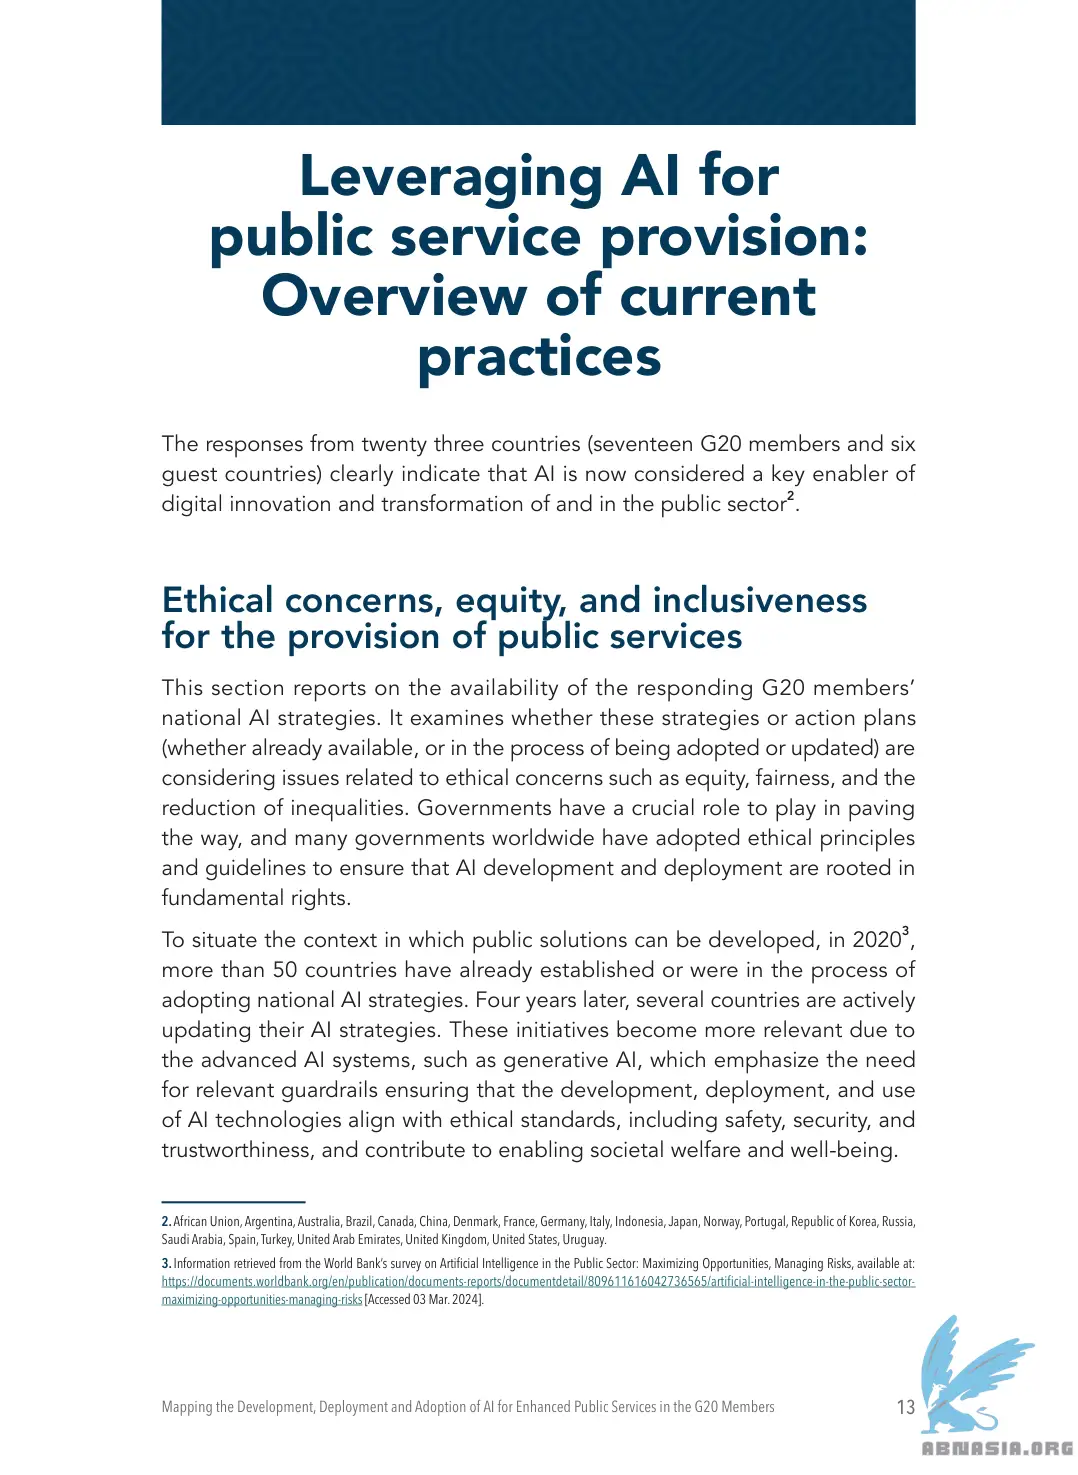 Leveraging AI for
public service provision:
Overview of current
practices
The responses from twenty three countries (seventeen G20 members and six
guest countries) clearly indicate that AI is now considered a key enabler of
digital innovation and transformation of and in the public sector2.
Ethical concerns, equity, and inclusiveness
for the provision of public services
This section reports on the availability of the responding G20 members’
national AI strategies. It examines whether these strategies or action plans
(whether already available, or in the process of being adopted or updated) are
considering issues related to ethical concerns such as equity, fairness, and the
reduction of inequalities. Governments have a crucial role to play in paving
the way, and many governments worldwide have adopted ethical principles
and guidelines to ensure that AI development and deployment are rooted in
fundamental rights.
To situate the context in which public solutions can be developed, in 20203,
more than 50 countries have already established or were in the process of
adopting national AI strategies. Four years later, several countries are actively
updating their AI strategies. These initiatives become more relevant due to
the advanced AI systems, such as generative AI, which emphasize the need
for relevant guardrails ensuring that the development, deployment, and use
of AI technologies align with ethical standards, including safety, security, and
trustworthiness, and contribute to enabling societal welfare and well-being.
2. African Union, Argentina, Australia, Brazil, Canada, China, Denmark, France, Germany, Italy, Indonesia, Japan, Norway, Portugal, Republic of Korea, Russia,
Saudi Arabia, Spain, Turkey, United Arab Emirates, United Kingdom, United States, Uruguay.
3. Information retrieved from the World Bank’s survey on Artificial Intelligence in the Public Sector: Maximizing Opportunities, Managing Risks, available at:
https://documents.worldbank.org/en/publication/documents-reports/documentdetail/809611616042736565/artificial-intelligence-in-the-public-sector-
maximizing-opportunities-managing-risks [Accessed 03 Mar. 2024].
Mapping the Development, Deployment and Adoption of AI for Enhanced Public Services in the G20 Members
13
ABNASIA.ORG